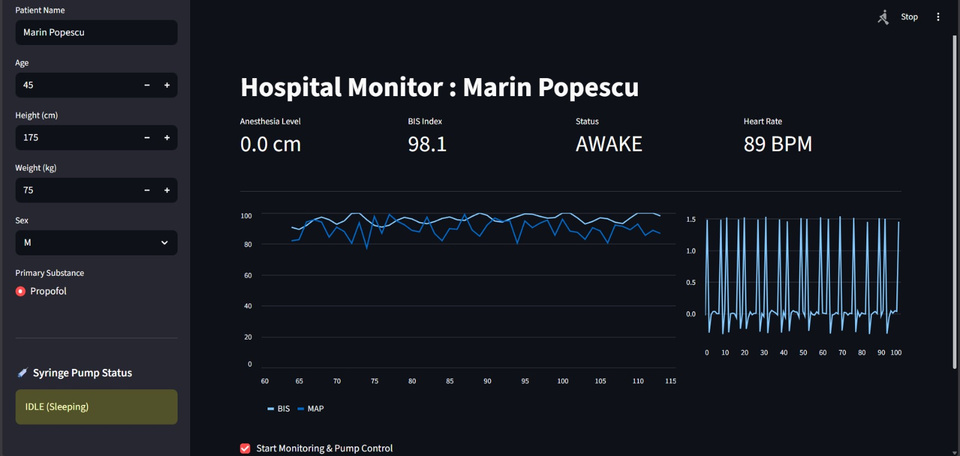 Patient Name
Marin Popescu
Age
45
− +
Height (cm)
175
− +
Weight (kg)
75
− +
Sex
M
Primary Substance
Propofol
Syringe Pump Status
IDLE (Sleeping)
Stop
Hospital Monitor : Marin Popescu
Anesthesia Level
0.0 cm
BIS Index
98.1
Status
AWAKE
Heart Rate
89 BPM
100
80
60
40
20
0
60 65 70 75 80 85 90 95 100 105 110 115
BIS MAP
1.5
1.0
0.5
0.0
0 10 20 30 40 50 60 70 80 90 100
Start Monitoring & Pump Control